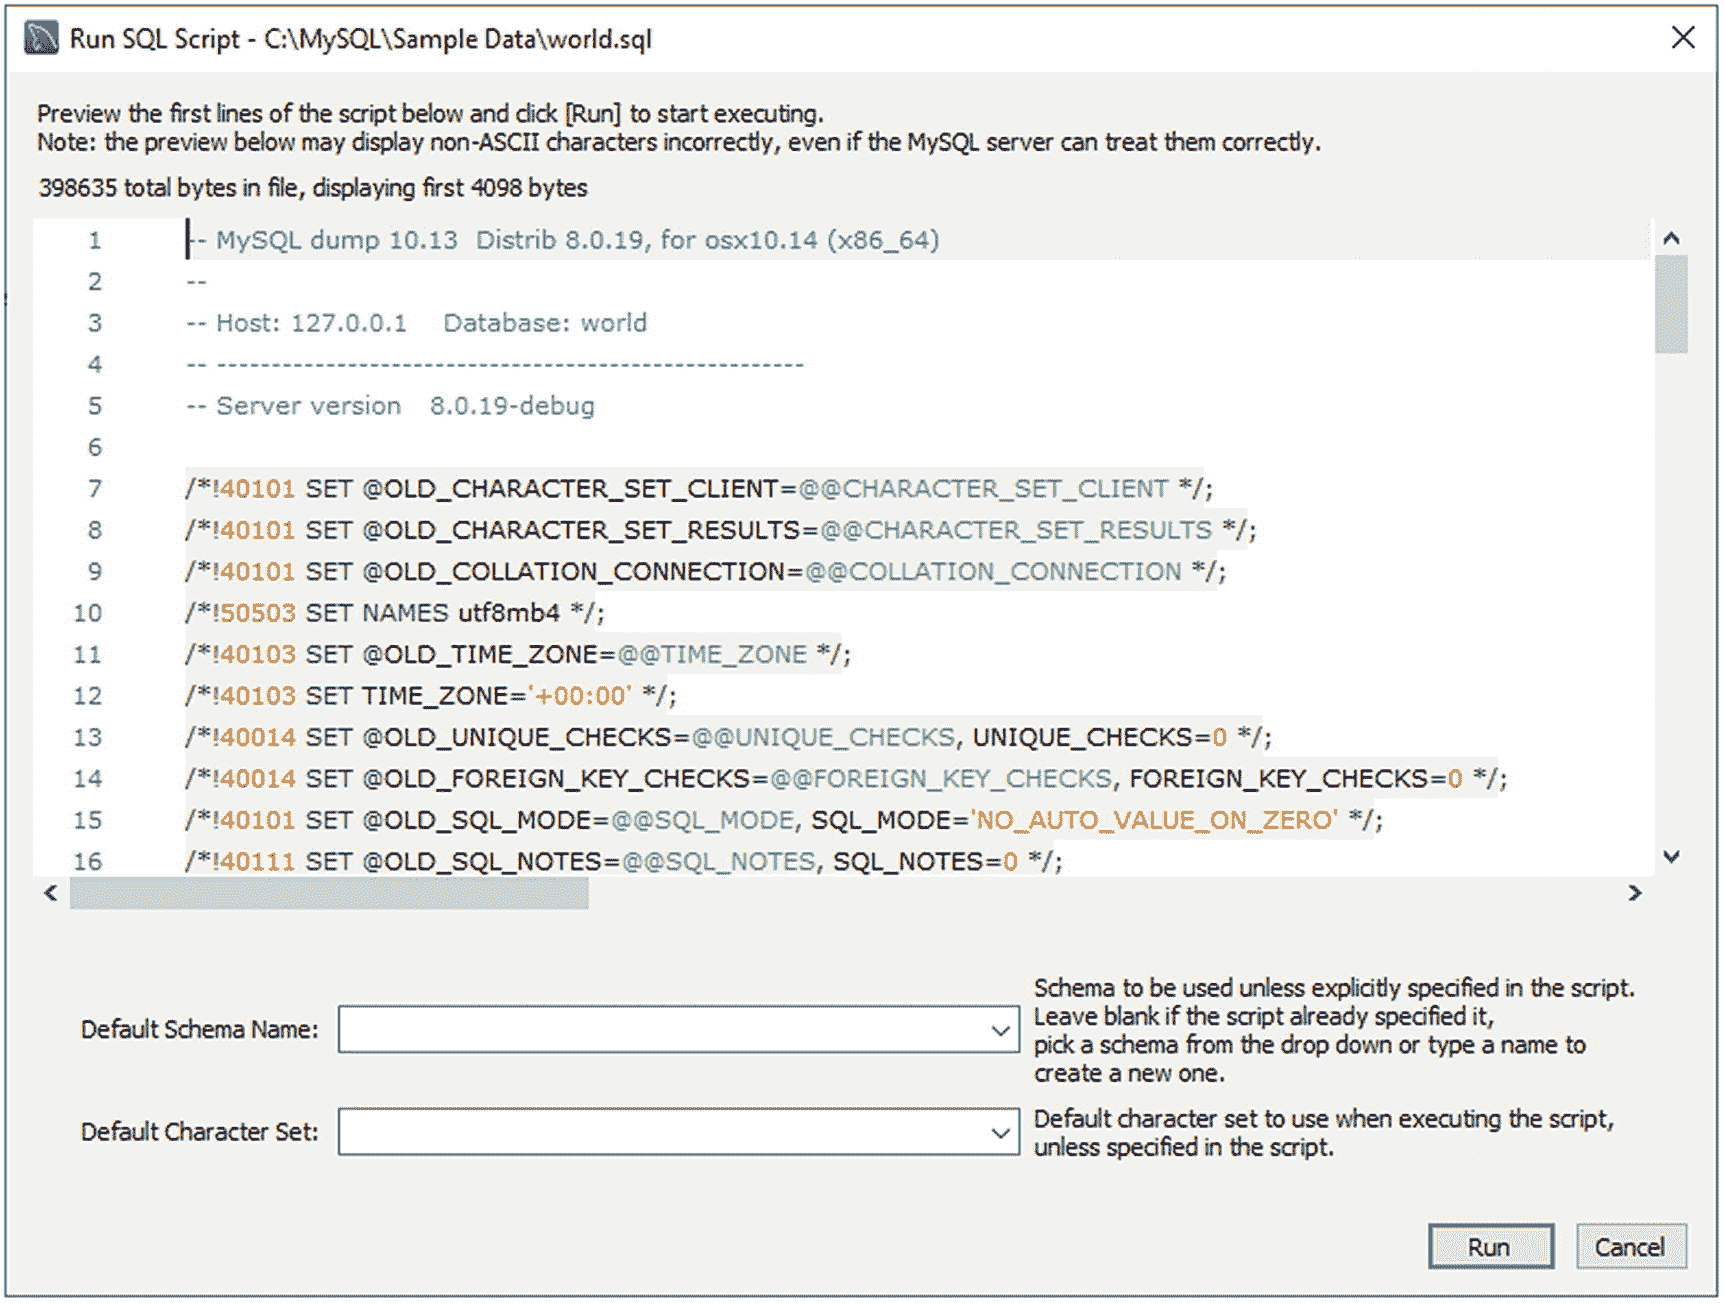 Run SQL Script - C:\MySQL\Sample Data\world.sql
Preview the first lines of the script below and click [Run] to start executing.
Note: the preview below may display non-ASCII characters incorrectly, even if the MySQL server can treat them correctly.
398635 total bytes in file, displaying first 4098 bytes
1 -- MySQL dump 10.13  Distrib 8.0.19, for osx10.14 (x86_64)
2 --
3 -- Host: 127.0.0.1    Database: world
4 -- ------------------------------------------------------
5 -- Server version   8.0.19-debug
6
7 /*!40101 SET @OLD_CHARACTER_SET_CLIENT=@@CHARACTER_SET_CLIENT */;
8 /*!40101 SET @OLD_CHARACTER_SET_RESULTS=@@CHARACTER_SET_RESULTS */;
9 /*!40101 SET @OLD_COLLATION_CONNECTION=@@COLLATION_CONNECTION */;
10 /*!50503 SET NAMES utf8mb4 */;
11 /*!40103 SET @OLD_TIME_ZONE=@@TIME_ZONE */;
12 /*!40103 SET TIME_ZONE='+00:00' */;
13 /*!40014 SET @OLD_UNIQUE_CHECKS=@@UNIQUE_CHECKS, UNIQUE_CHECKS=0 */;
14 /*!40014 SET @OLD_FOREIGN_KEY_CHECKS=@@FOREIGN_KEY_CHECKS, FOREIGN_KEY_CHECKS=0 */;
15 /*!40101 SET @OLD_SQL_MODE=@@SQL_MODE, SQL_MODE='NO_AUTO_VALUE_ON_ZERO' */;
16 /*!40111 SET @OLD_SQL_NOTES=@@SQL_NOTES, SQL_NOTES=0 */;
Default Schema Name:
Schema to be used unless explicitly specified in the script.
Leave blank if the script already specified it,
pick a schema from the drop down or type a name to
create a new one.
Default Character Set:
Default character set to use when executing the script,
unless specified in the script.
Run
Cancel